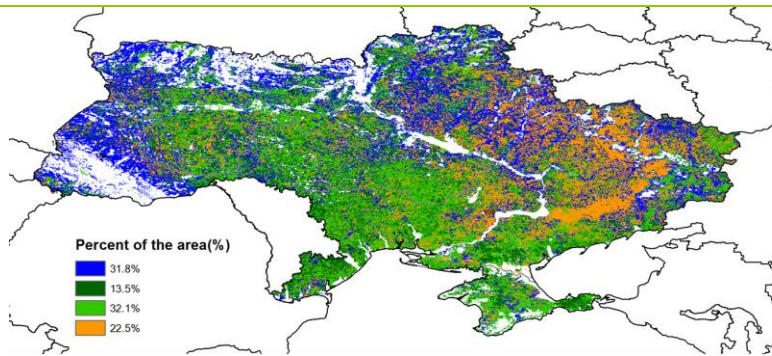 Percent of the area(%)
31.8%
13.5%
32.1%
22.5%